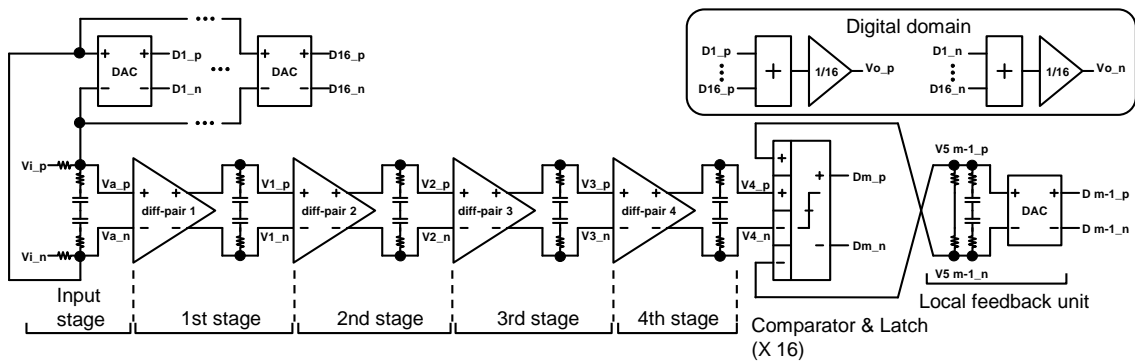 Digital domain
D1_p
D16_p
+
1/16
Vo_p
D1_n
D16_n
+
1/16
Vo_n
+
−
DAC
D1_p
D1_n
+
−
DAC
D16_p
D16_n
Vi_p
Vi_n
Va_p
Va_n
+ +
diff-pair 1
− −
V1_p
V1_n
+ +
diff-pair 2
− −
V2_p
V2_n
+ +
diff-pair 3
− −
V3_p
V3_n
+ +
diff-pair 4
− −
V4_p
V4_n
+
+
−
−
+
−
Dm_p
Dm_n
V5 m-1_p
V5 m-1_n
+
−
DAC
D m-1_p
D m-1_n
Input
stage
1st stage
2nd stage
3rd stage
4th stage
Comparator & Latch
(X 16)
Local feedback unit